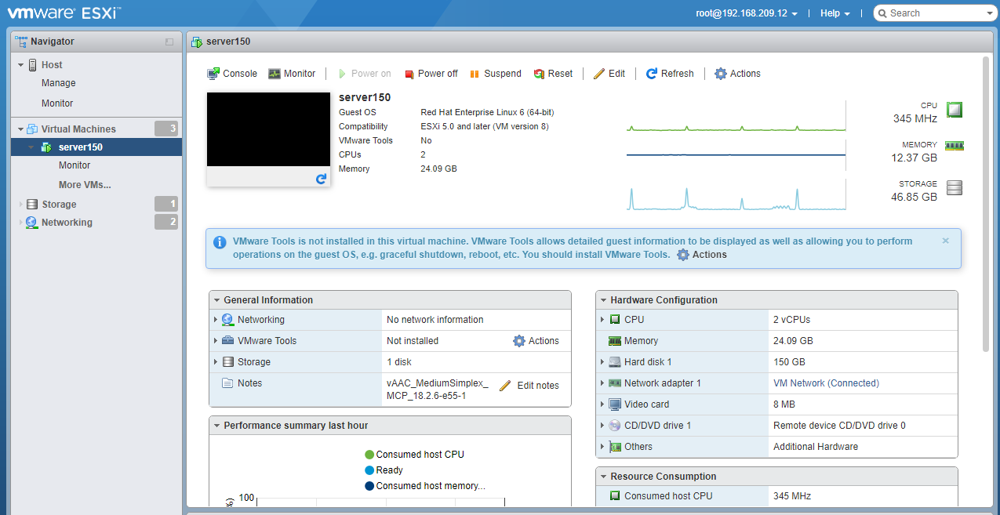 vmware ESXi™
root@192.168.209.12 | Help | Search
Navigator
Host
Manage
Monitor
Virtual Machines 3
server150
Monitor
More VMs...
Storage 1
Networking 2
server150
Console Monitor | Power on Power off Suspend Reset | Edit | Refresh | Actions
server150
Guest OS Red Hat Enterprise Linux 6 (64-bit)
Compatibility ESXi 5.0 and later (VM version 8)
VMware Tools No
CPUs 2
Memory 24.09 GB
CPU
345 MHz
MEMORY
12.37 GB
STORAGE
46.85 GB
VMware Tools is not installed in this virtual machine. VMware Tools allows detailed guest information to be displayed as well as allowing you to perform
operations on the guest OS, e.g. graceful shutdown, reboot, etc. You should install VMware Tools. Actions
General Information
Networking No network information
VMware Tools Not installed Actions
Storage 1 disk
Notes vAAC_MediumSimplex_
MCP_18.2.6-e55-1 Edit notes
Performance summary last hour
Consumed host CPU
Ready
Consumed host memory...
100
Hardware Configuration
CPU 2 vCPUs
Memory 24.09 GB
Hard disk 1 150 GB
Network adapter 1 VM Network (Connected)
Video card 8 MB
CD/DVD drive 1 Remote device CD/DVD drive 0
Others Additional Hardware
Resource Consumption
Consumed host CPU 345 MHz